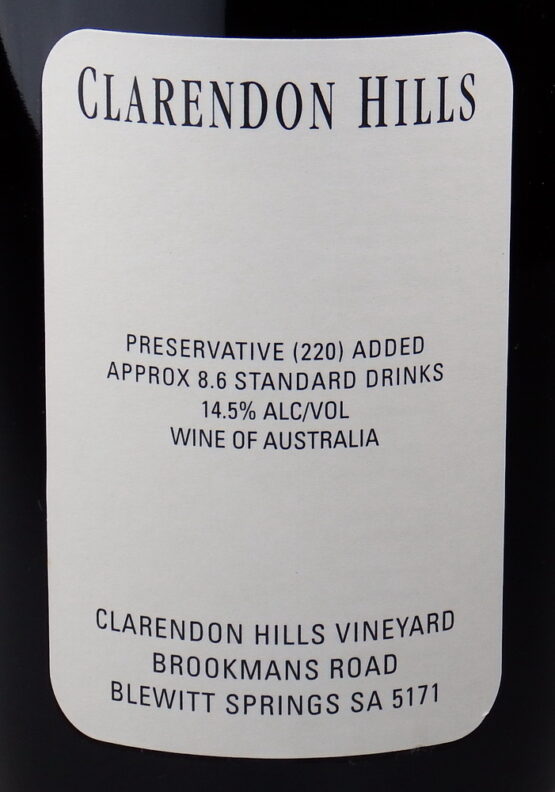 CLARENDON HILLS
PRESERVATIVE (220) ADDED
APPROX 8.6 STANDARD DRINKS
14.5% ALC/VOL
WINE OF AUSTRALIA
CLARENDON HILLS VINEYARD
BROOKMANS ROAD
BLEWITT SPRINGS SA 5171